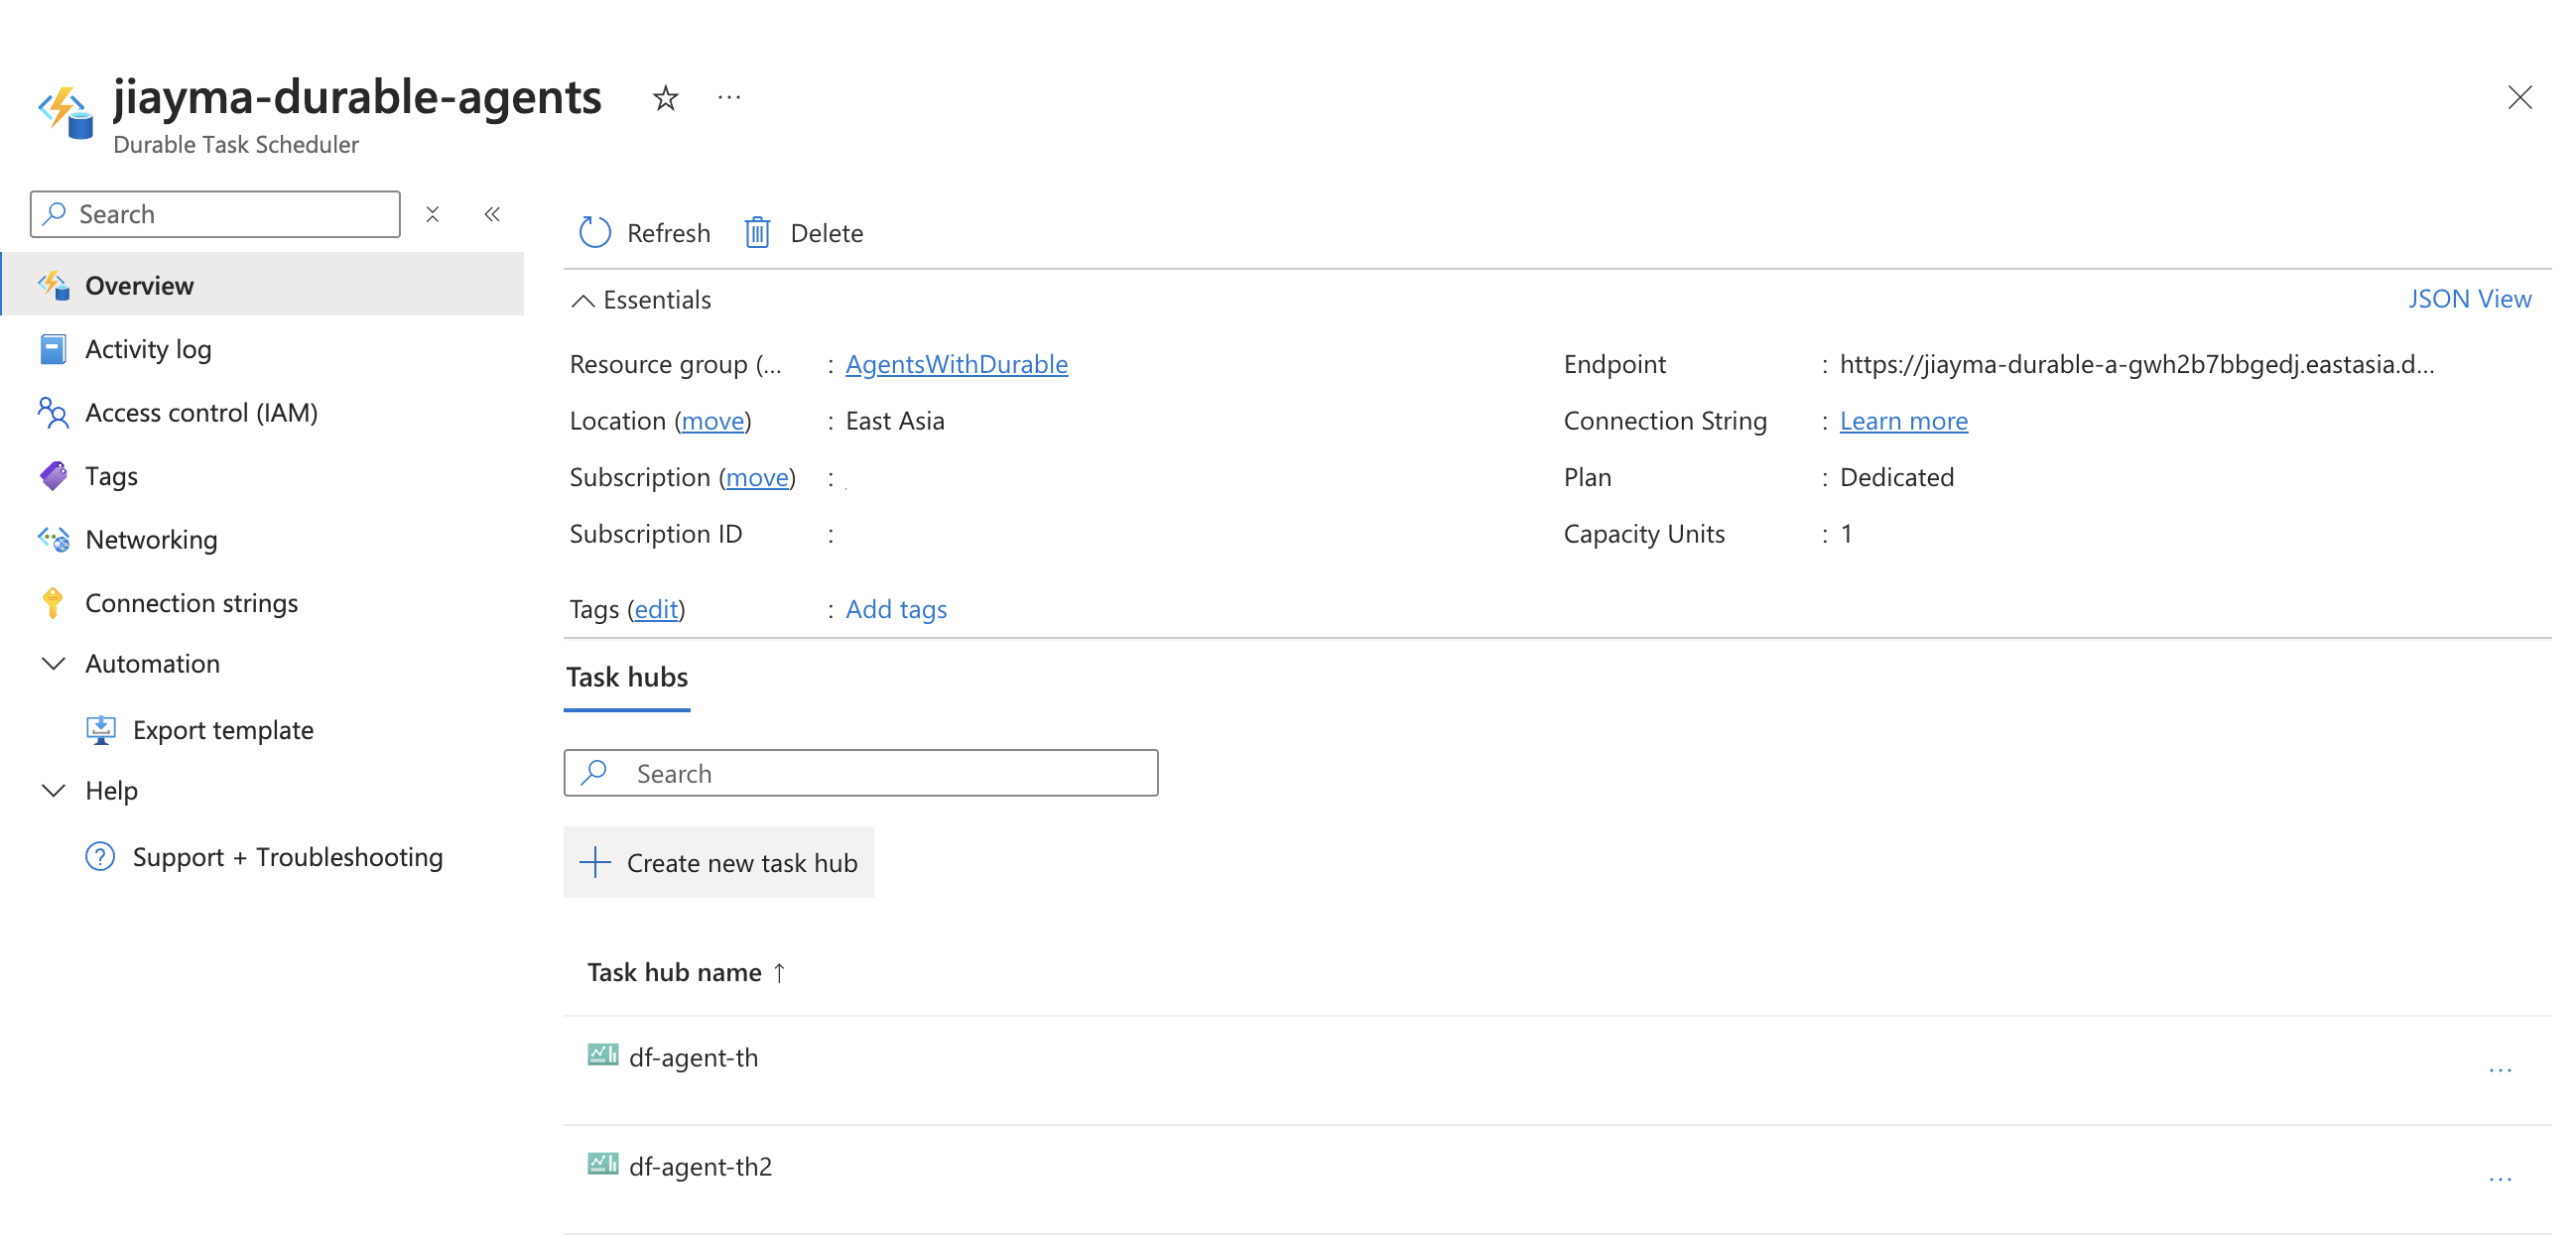 jiayma-durable-agents
Durable Task Scheduler
Search
Overview
Activity log
Access control (IAM)
Tags
Networking
Connection strings
Automation
Export template
Help
Support + Troubleshooting
Refresh Delete
Essentials JSON View
Resource group (... : AgentsWithDurable
Location (move) : East Asia
Subscription (move) :
Subscription ID :
Tags (edit) : Add tags
Endpoint : https://jiayma-durable-a-gwh2b7bbgedj.eastasia.d...
Connection String : Learn more
Plan : Dedicated
Capacity Units : 1
Task hubs
Search
Create new task hub
Task hub name ↑
df-agent-th
df-agent-th2